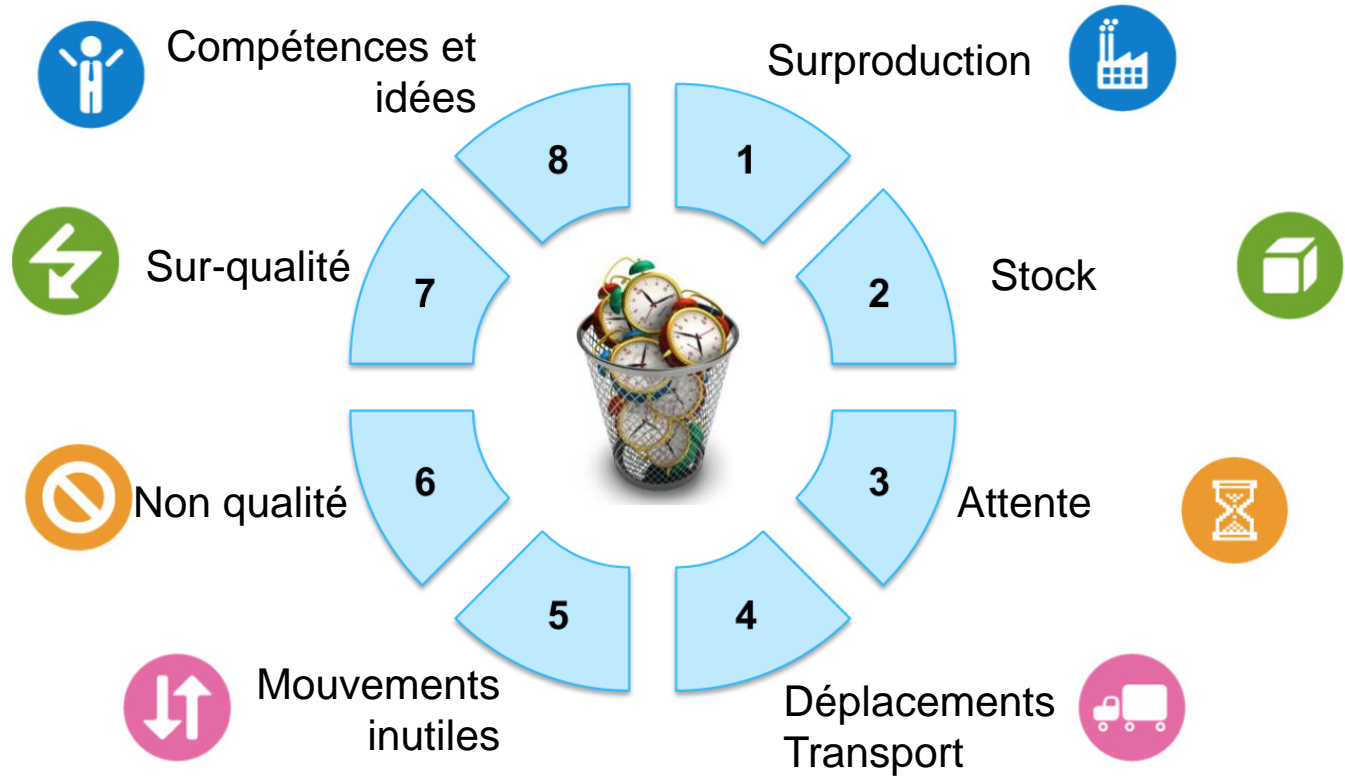 Surproduction
1
Stock
2
Attente
3
Déplacements
Transport
4
Mouvements
inutiles
5
Non qualité
6
Sur-qualité
7
Compétences et
idées
8